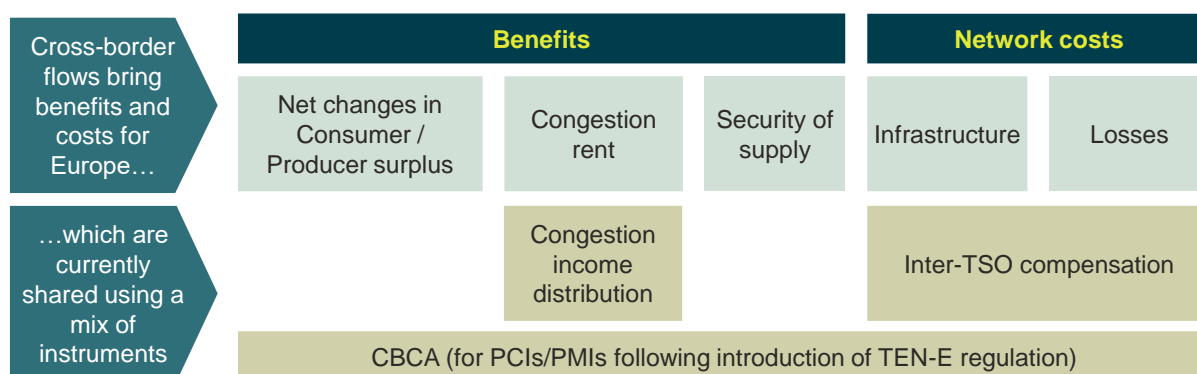 Cross-border
flows bring
benefits and
costs for
Europe…
Benefits
Network costs
Net changes in
Consumer /
Producer surplus
Congestion
rent
Security of
supply
Infrastructure
Losses
…which are
currently
shared using a
mix of
instruments
Congestion
income
distribution
Inter-TSO compensation
CBCA (for PCIs/PMIs following introduction of TEN-E regulation)